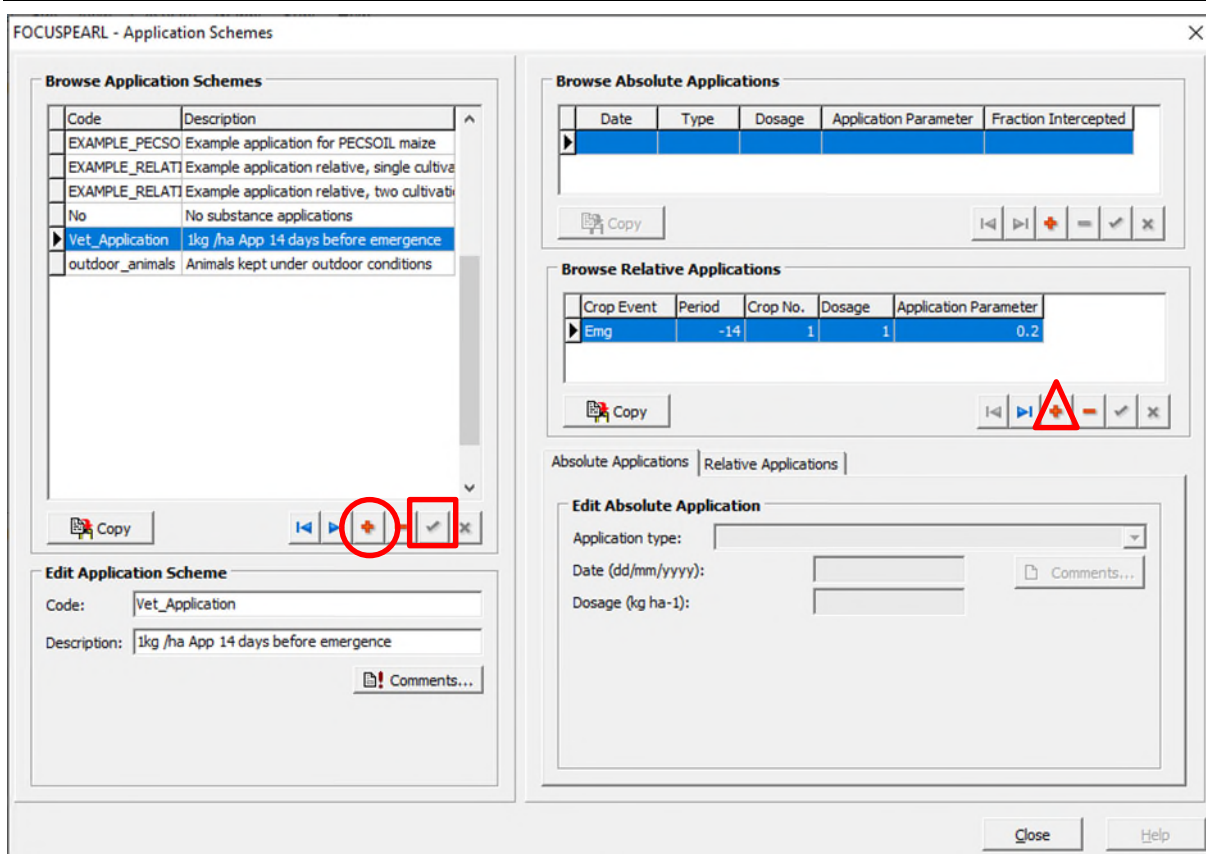 FOCUSPEARL - Application Schemes
Browse Application Schemes
Code Description
EXAMPLE_PECSO Example application for PECSOIL maize
EXAMPLE_RELATI Example application relative, single cultiva
EXAMPLE_RELATI Example application relative, two cultivati
No No substance applications
Vet_Application 1kg /ha App 14 days before emergence
outdoor_animals Animals kept under outdoor conditions
Copy
Edit Application Scheme
Code: Vet_Application
Description: 1kg /ha App 14 days before emergence
Comments...
Browse Absolute Applications
Date Type Dosage Application Parameter Fraction Intercepted
Copy
Browse Relative Applications
Crop Event Period Crop No. Dosage Application Parameter
Emg -14 1 1 0.2
Copy
Absolute Applications Relative Applications
Edit Absolute Application
Application type:
Date (dd/mm/yyyy):
Comments...
Dosage (kg ha-1):
Close Help